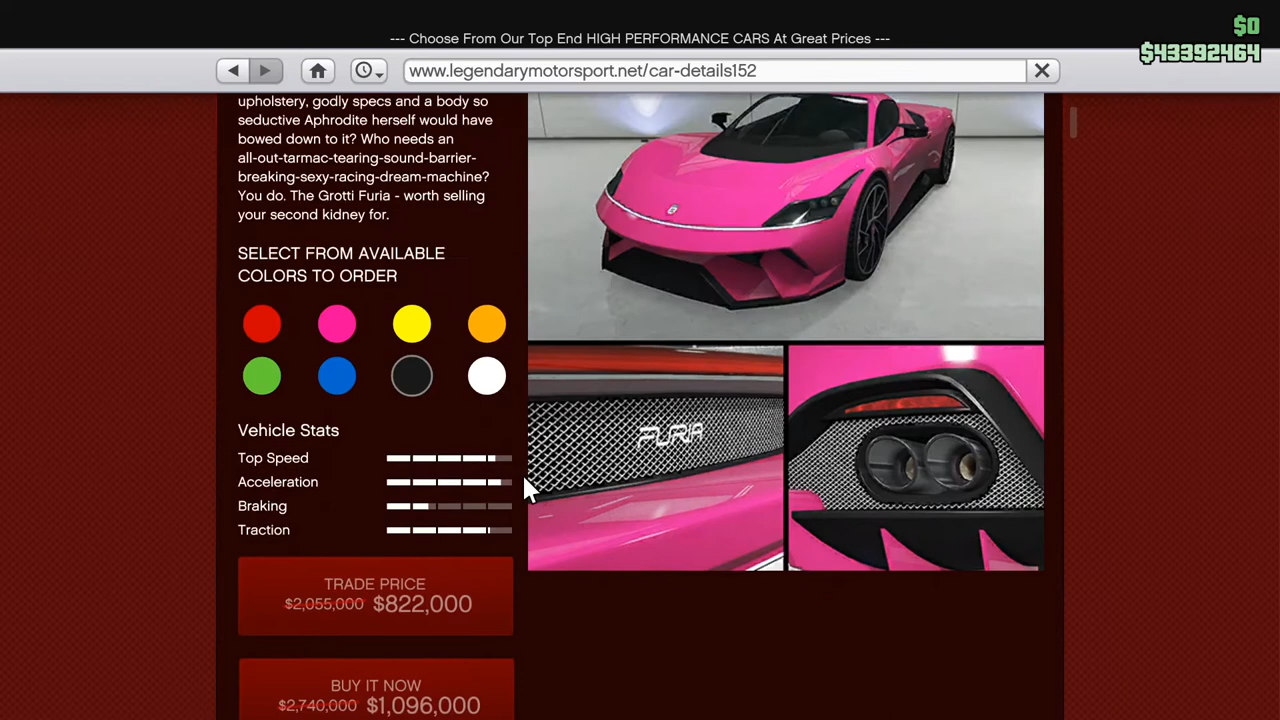 $0
--- Choose From Our Top End HIGH PERFORMANCE CARS At Great Prices ---
$43392464
www.legendarymotorsport.net/car-details152
upholstery, godly specs and a body so
seductive Aphrodite herself would have
bowed down to it? Who needs an
all-out-tarmac-tearing-sound-barrier-
breaking-sexy-racing-dream-machine?
You do. The Grotti Furia - worth selling
your second kidney for.
SELECT FROM AVAILABLE
COLORS TO ORDER
Vehicle Stats
Top Speed
Acceleration
Braking
Traction
FURIA
TRADE PRICE
$2,055,000 $822,000
BUY IT NOW
$2,740,000 $1,096,000